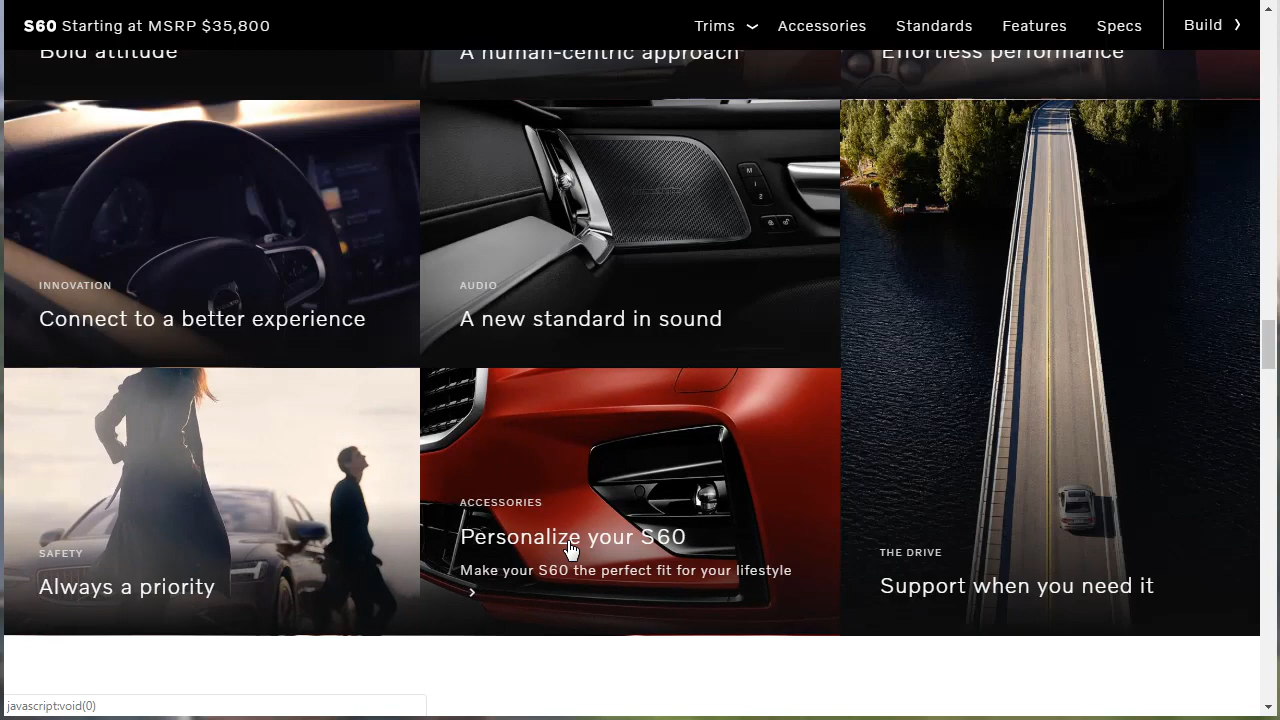 S60 Starting at MSRP $35,800
Trims
Accessories
Standards
Features
Specs
Build
Bold attitude
A human-centric approach
Effortless performance
INNOVATION
Connect to a better experience
AUDIO
A new standard in sound
SAFETY
Always a priority
ACCESSORIES
Personalize your S60
Make your S60 the perfect fit for your lifestyle
THE DRIVE
Support when you need it
javascript:void(0)